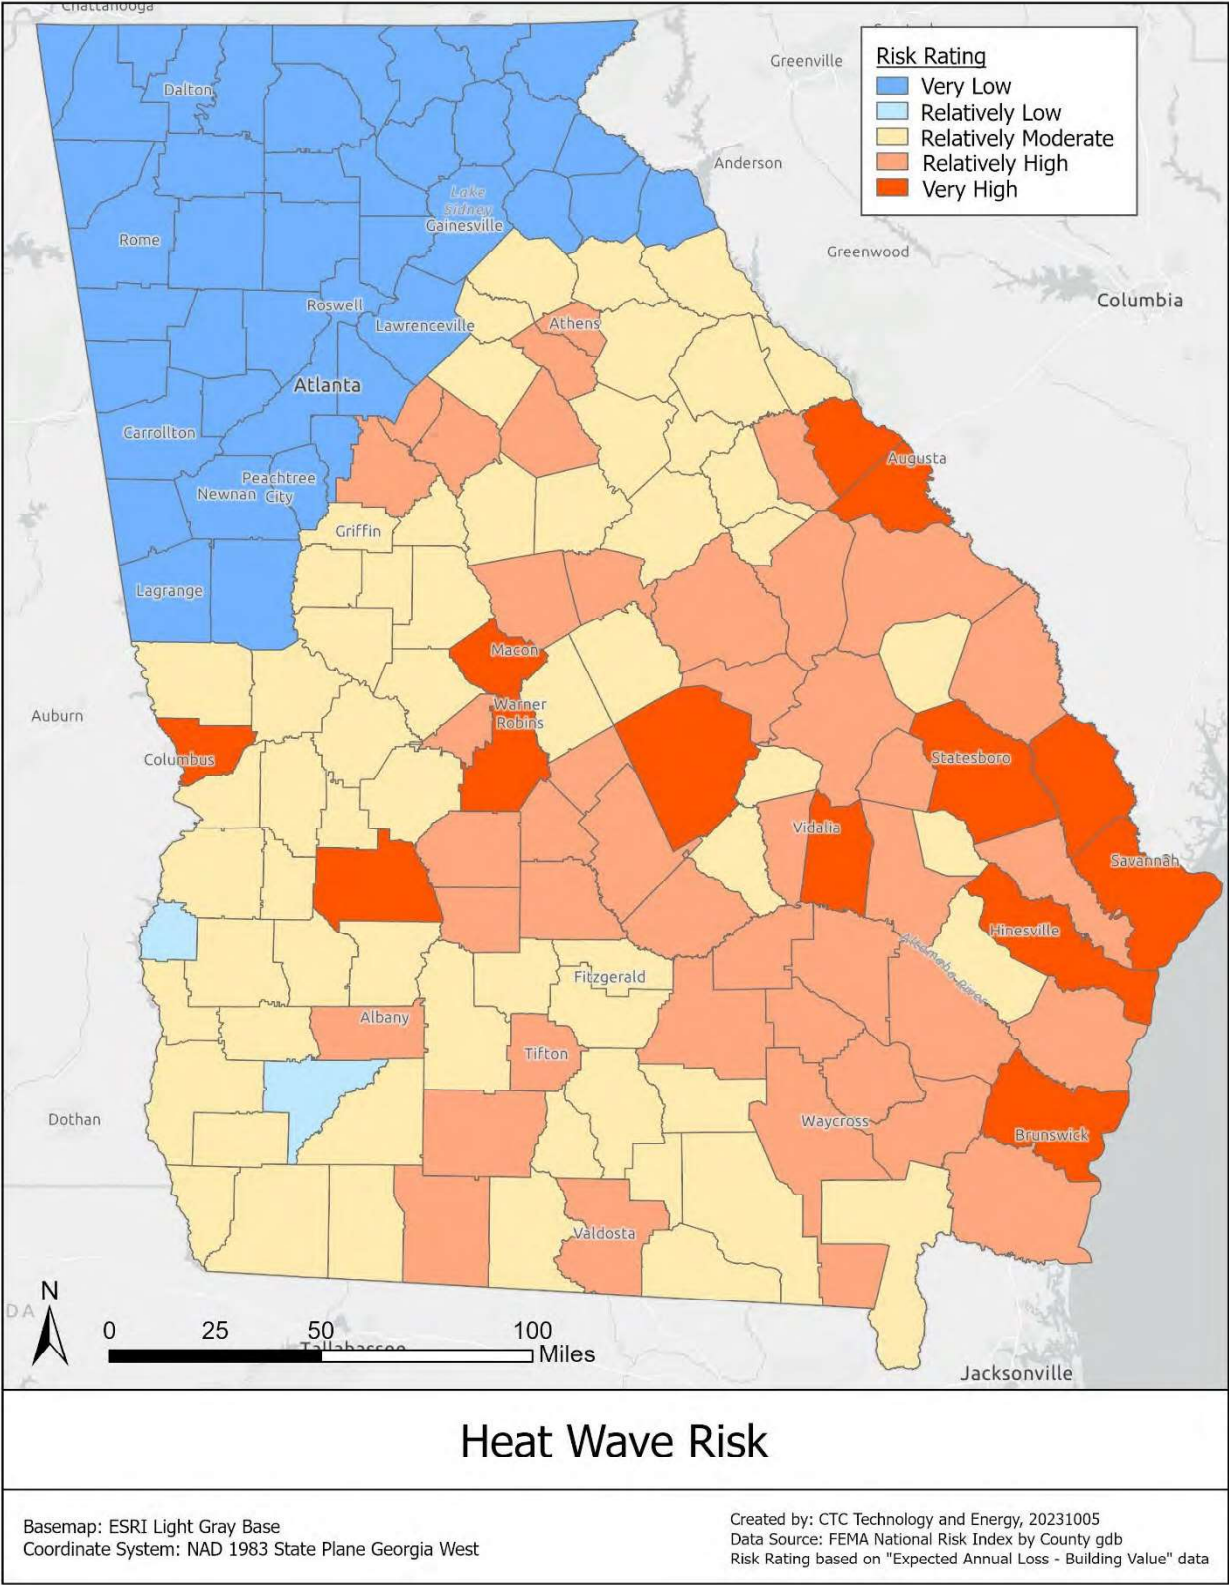 Chattanooga
Greenville
Risk Rating
Very Low
Relatively Low
Relatively Moderate
Relatively High
Very High
Dalton
Anderson
Lake
Sidney
Gainesville
Rome
Greenwood
Columbia
Roswell
Lawrenceville
Athens
Atlanta
Carrollton
Augusta
Peachtree
City
Newnan
Griffin
Lagrange
Macon
Warner
Robins
Auburn
Columbus
Statesboro
Vidalia
Savannah
Hinesville
Altamaha River
Fitzgerald
Albany
Tifton
Dothan
Waycross
Brunswick
Valdosta
N
DA
0 25 50 100
Miles
Tallahassee
Jacksonville
Heat Wave Risk
Basemap: ESRI Light Gray Base
Coordinate System: NAD 1983 State Plane Georgia West
Created by: CTC Technology and Energy, 20231005
Data Source: FEMA National Risk Index by County gdb
Risk Rating based on "Expected Annual Loss - Building Value" data